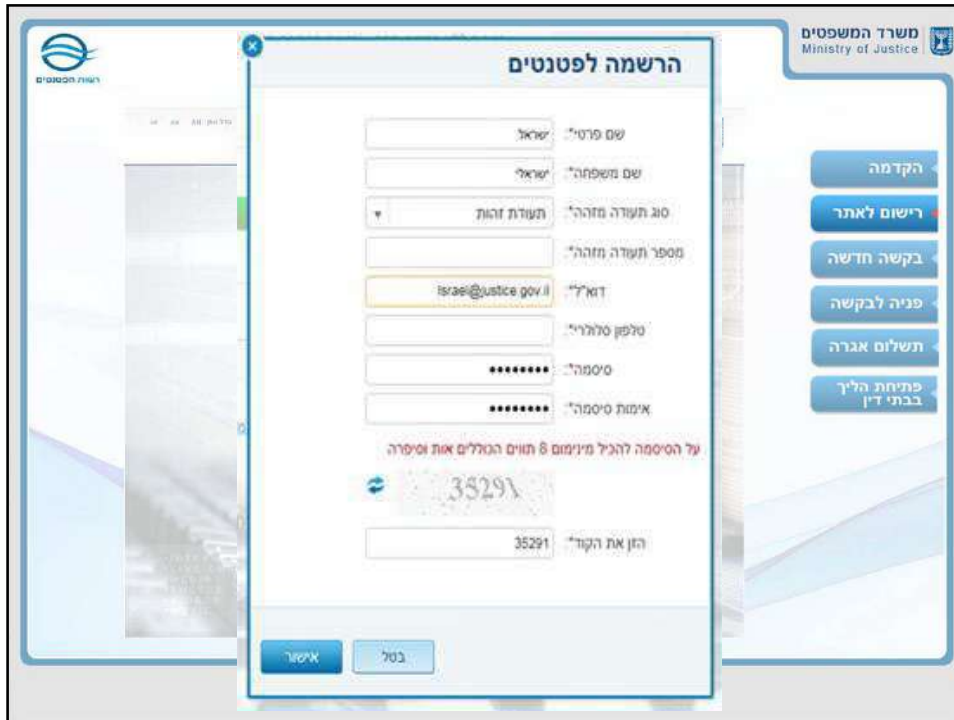 משרד המשפטים
Ministry of Justice
רשות הפטנטים
הרשמה לפטנטים
שם פרטי*: ישראל
שם משפחה*: ישראלי
סוג תעודה מזהה*: תעודת זהות
מספר תעודה מזהה*:
דוא"ל*: israel@justice.gov.il
טלפון סלולרי*:
סיסמה*: ••••••••
אימות סיסמה*: ••••••••
על הסיסמה להכיל מינימום 8 תווים הכוללים אות וסיפרה
35291
הזן את הקוד*: 35291
בטל
אישור
הקדמה
רישום לאתר
בקשה חדשה
פניה לבקשה
תשלום אגרה
פתיחת הליך
בבתי דין